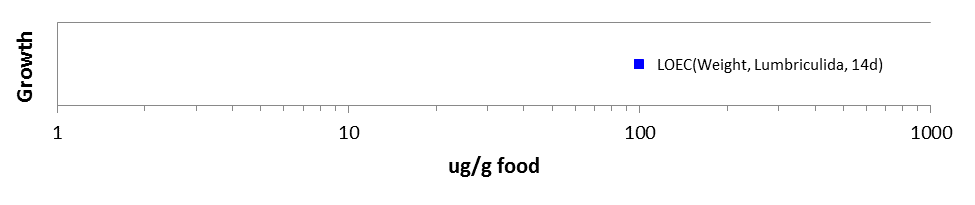 Growth
LOEC(Weight, Lumbriculida, 14d)
1 10 100 1000
ug/g food